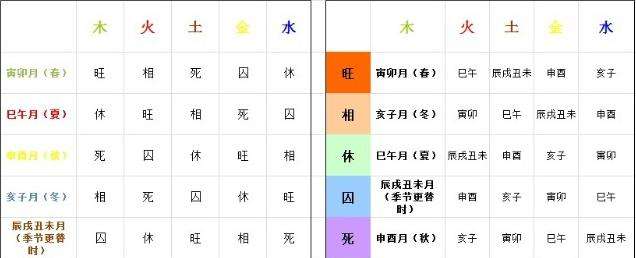 木 火 土 金 水
寅卯月（春） 旺 相 死 囚 休
巳午月（夏） 休 旺 相 死 囚
申酉月（秋） 死 囚 休 旺 相
亥子月（冬） 相 死 囚 休 旺
辰戌丑未月
（季节更替
时） 囚 休 旺 相 死
木 火 土 金 水
旺 寅卯月（春） 巳午 辰戌丑未 申酉 亥子
相 亥子月（冬） 寅卯 巳午 辰戌丑未 申酉
休 巳午月（夏） 辰戌丑未 申酉 亥子 寅卯
囚 辰戌丑未月
（季节更替
时） 申酉 亥子 寅卯 巳午
死 申酉月（秋） 亥子 寅卯 巳午 辰戌丑未